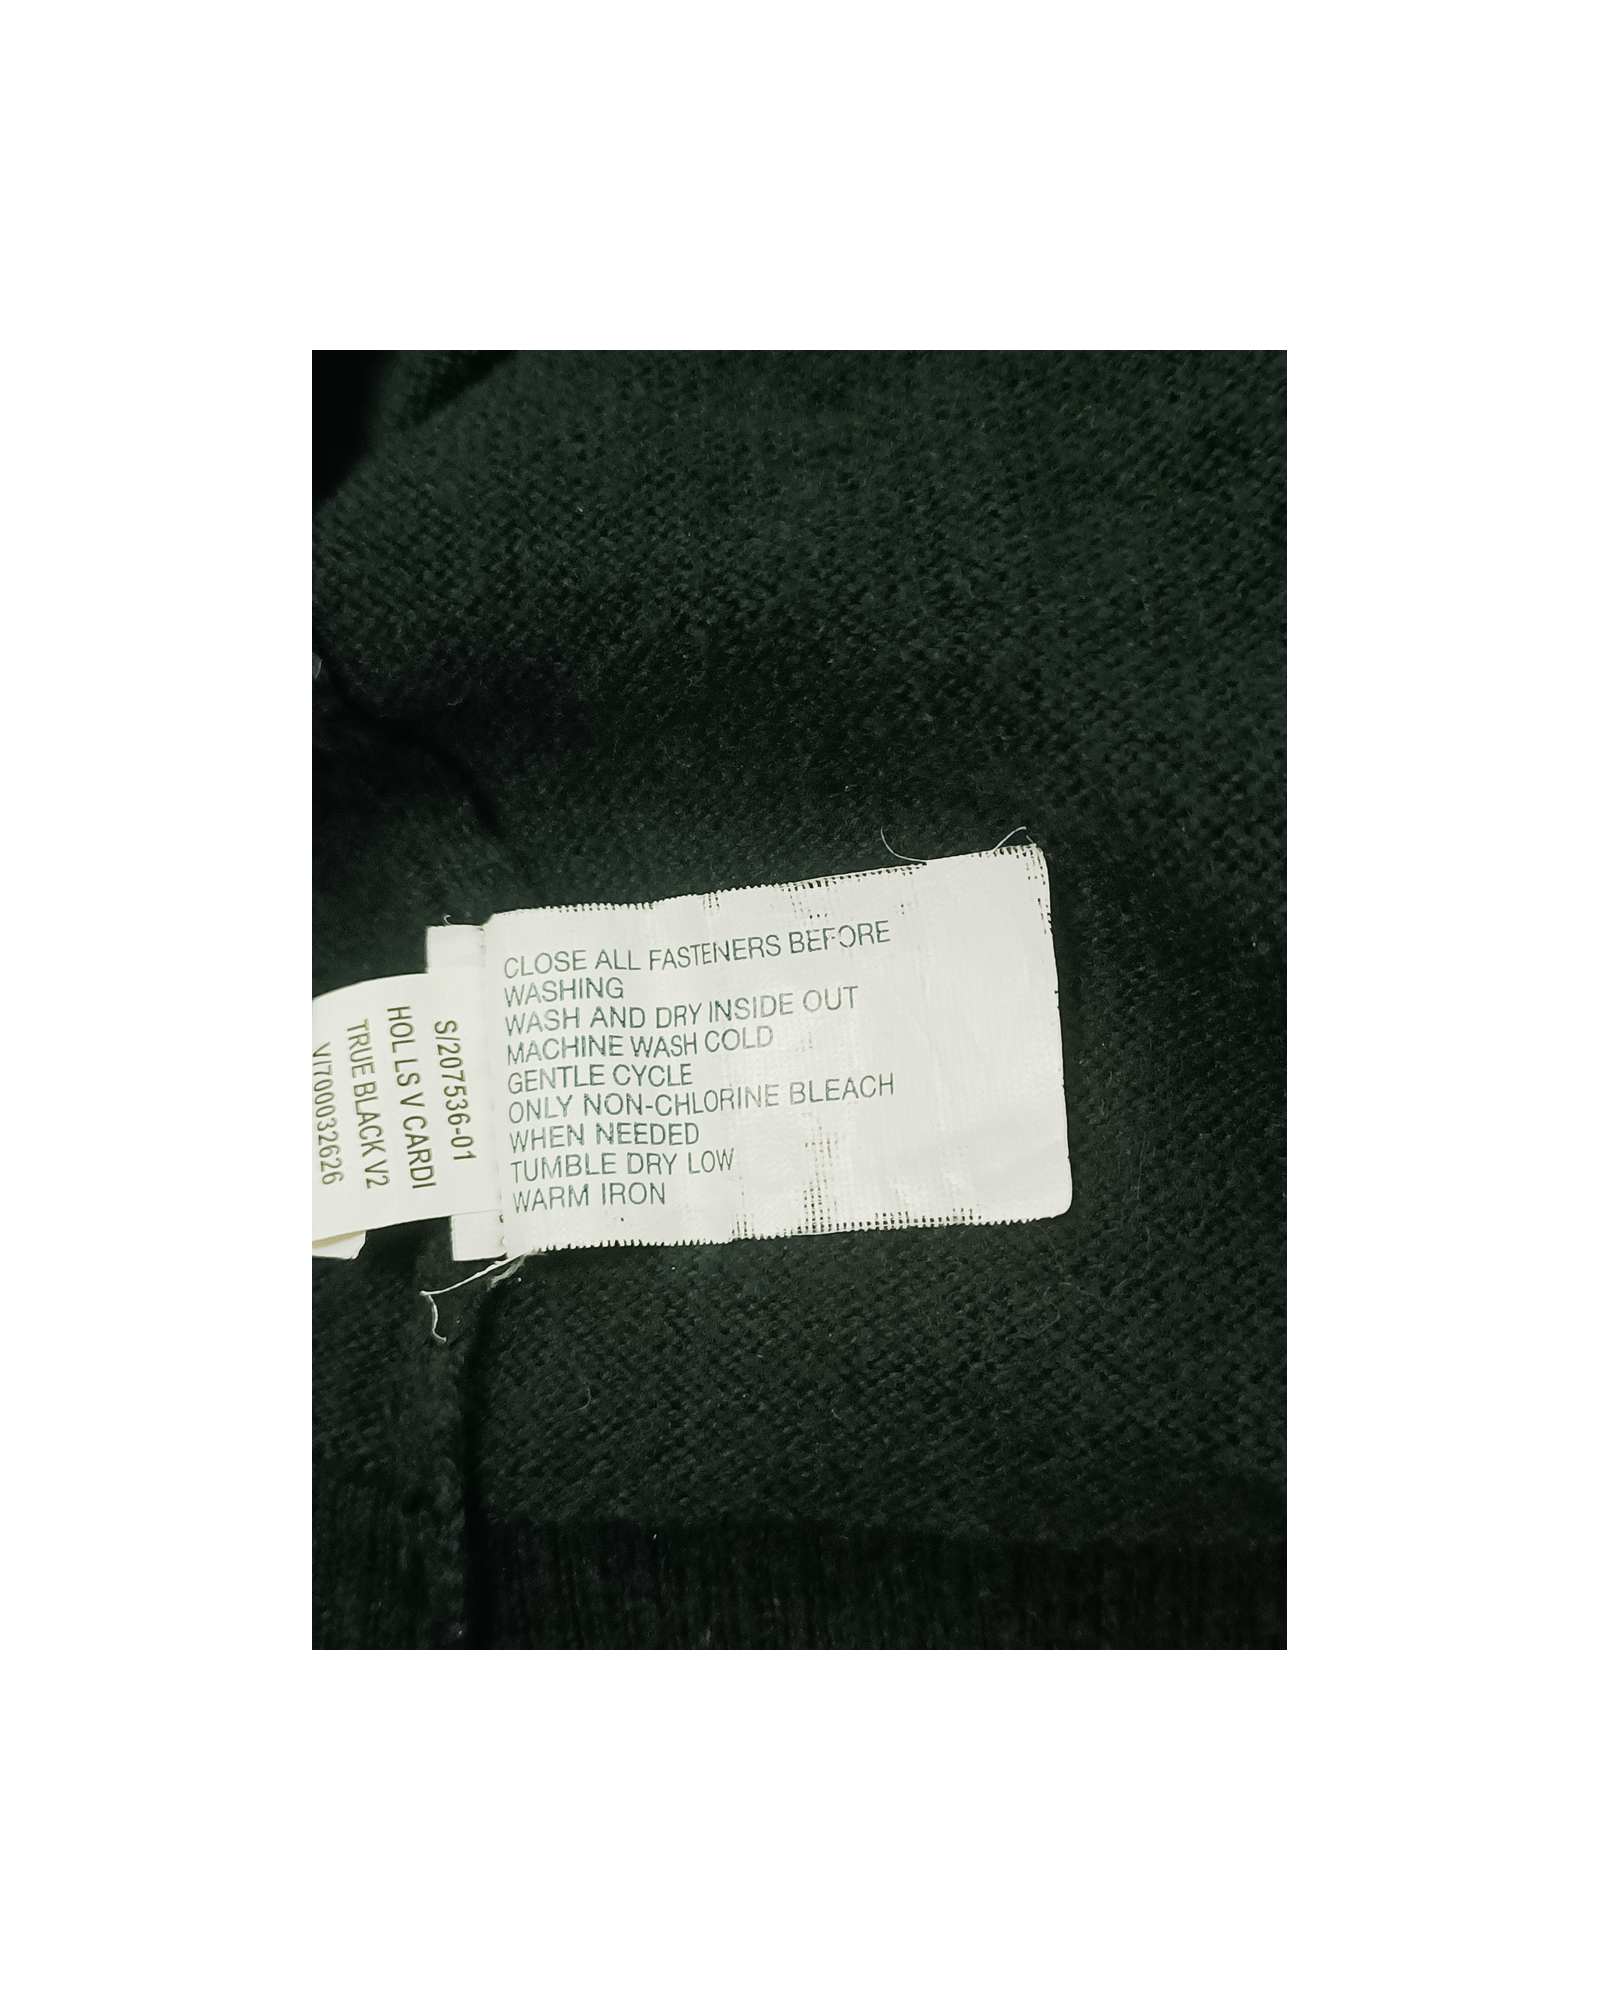 CLOSE ALL FASTENERS BEFORE
WASHING
WASH AND DRY INSIDE OUT
MACHINE WASH COLD
GENTLE CYCLE
ONLY NON-CHLORINE BLEACH
WHEN NEEDED
TUMBLE DRY LOW
WARM IRON
S/207536-01
HOL LS V CARDI
TRUE BLACK V2
V/700032626